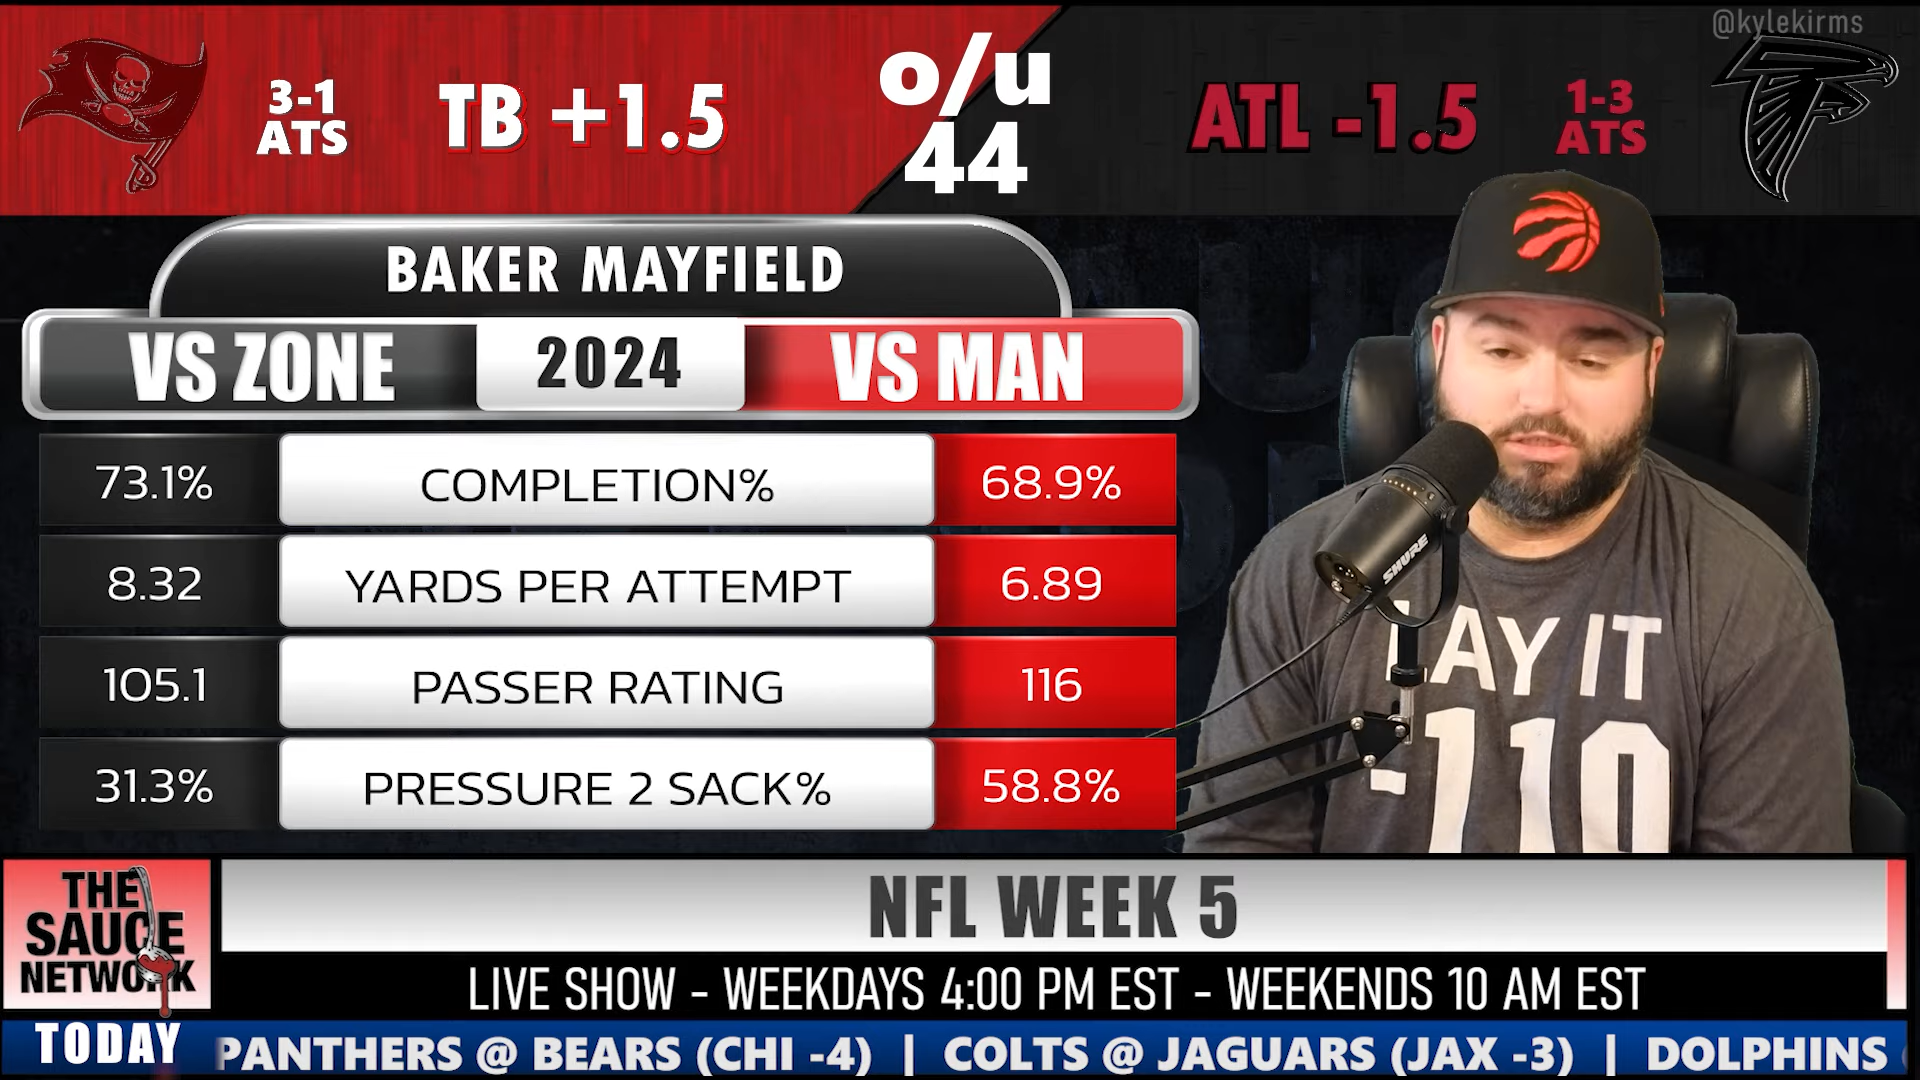 @kylekirms
3-1
ATS
TB +1.5
o/u
44
ATL -1.5
1-3
ATS
BAKER MAYFIELD
VS ZONE
2024
VS MAN
73.1%
COMPLETION%
68.9%
8.32
YARDS PER ATTEMPT
6.89
105.1
PASSER RATING
116
31.3%
PRESSURE 2 SACK%
58.8%
SHURE
LAY IT
-110
THE
SAUCE
NETWORK
NFL WEEK 5
LIVE SHOW - WEEKDAYS 4:00 PM EST - WEEKENDS 10 AM EST
TODAY
PANTHERS @ BEARS (CHI -4) | COLTS @ JAGUARS (JAX -3) | DOLPHINS